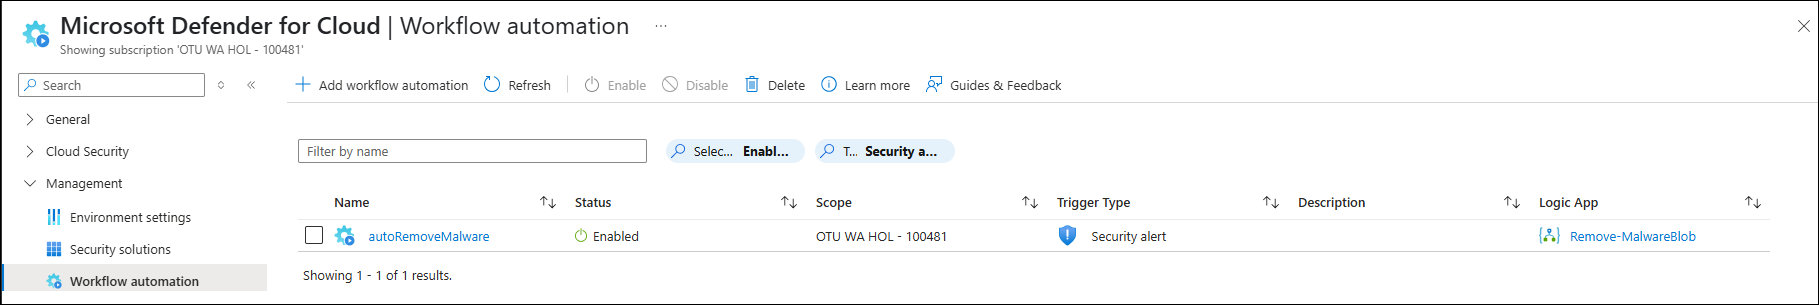 Microsoft Defender for Cloud | Workflow automation ...
Showing subscription 'OTU WA HOL - 100481'
Search
Add workflow automation Refresh Enable Disable Delete Learn more Guides & Feedback
General
Cloud Security
Management
Environment settings
Security solutions
Workflow automation
Filter by name Selec... Enabl... T... Security a...
Name Status Scope Trigger Type Description Logic App
autoRemoveMalware Enabled OTU WA HOL - 100481 Security alert Remove-MalwareBlob
Showing 1 - 1 of 1 results.